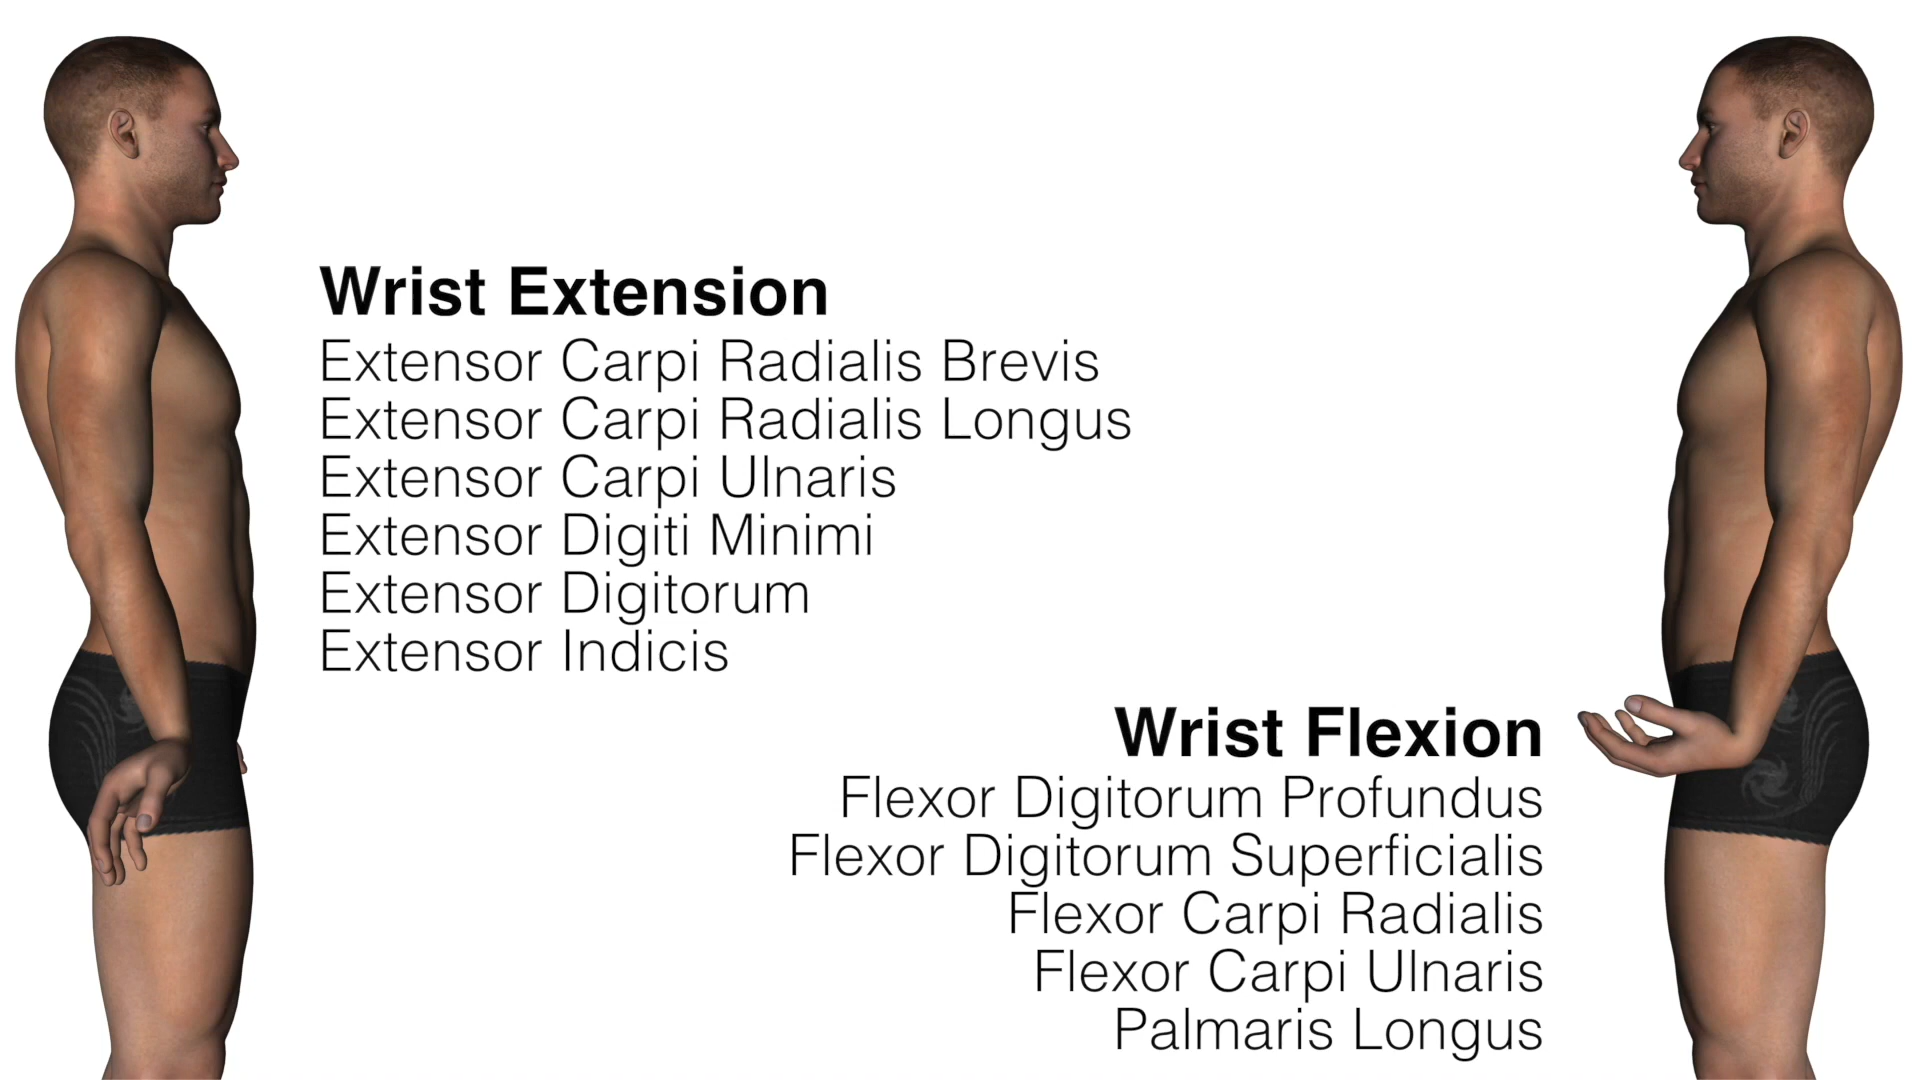 Wrist Extension
Extensor Carpi Radialis Brevis
Extensor Carpi Radialis Longus
Extensor Carpi Ulnaris
Extensor Digiti Minimi
Extensor Digitorum
Extensor Indicis
Wrist Flexion
Flexor Digitorum Profundus
Flexor Digitorum Superficialis
Flexor Carpi Radialis
Flexor Carpi Ulnaris
Palmaris Longus